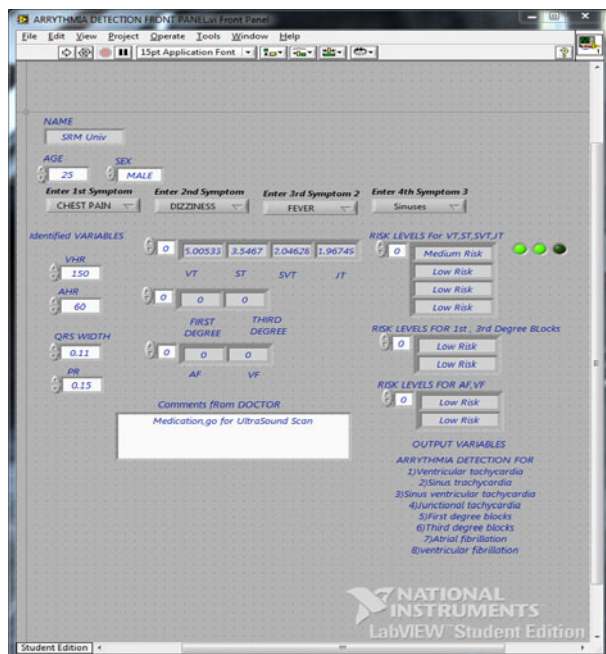 ARRYTHMIA DETECTION FRONT PANEL.vi Front Panel
File Edit View Project Operate Tools Window Help
15pt Application Font
NAME
SRM Univ
AGE SEX
25 MALE
Enter 1st Symptom Enter 2nd Symptom Enter 3rd Symptom 2 Enter 4th Symptom 3
CHEST PAIN DIZZINESS FEVER Sinuses
Identified VARIABLES
VHR
150
AHR
60
QRS WIDTH
0.11
PR
0.15
0 5.00533 3.5467 2.04626 1.96749
VT ST SVT JT
0 0 0
FIRST DEGREE THIRD DEGREE
0 0 0
AF VF
Comments fRom DOCTOR
Medication,go for UltraSound Scan
RISK LEVELS For VT,ST,SVT,JT
0 Medium Risk
Low Risk
Low Risk
Low Risk
RISK LEVELS FOR 1st , 3rd Degree BLocks
0 Low Risk
Low Risk
RISK LEVELS FOR AF,VF
0 Low Risk
Low Risk
OUTPUT VARIABLES
ARRYTHMIA DETECTION FOR
1)Ventricular tachycardia
2)Sinus trachycardia
3)Sinus ventricular tachycardia
4)Junctional tachycardia
5)First degree blocks
6)Third degree blocks
7)Atrial fibrillation
8)ventricular fibrillation
NATIONAL
INSTRUMENTS
LabVIEW Student Edition
Student Edition